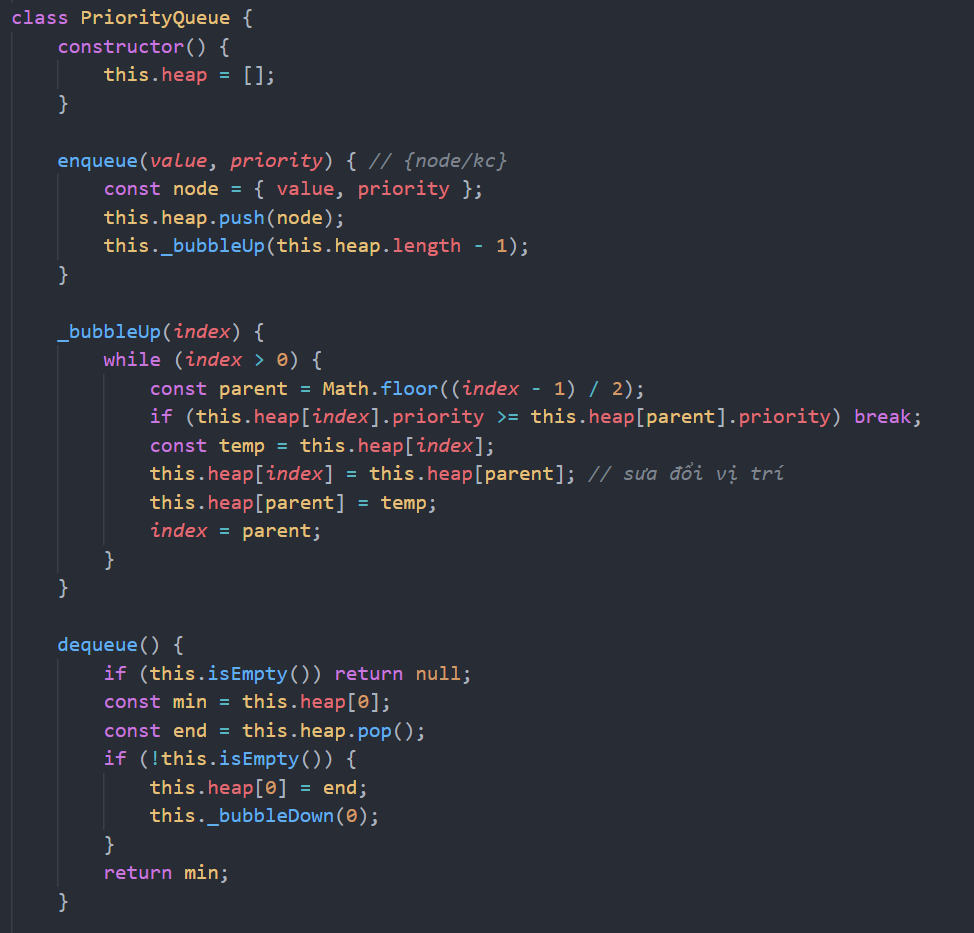 class PriorityQueue {
    constructor() {
        this.heap = [];
    }

    enqueue(value, priority) { // {node/kc}
        const node = { value, priority };
        this.heap.push(node);
        this._bubbleUp(this.heap.length - 1);
    }

    _bubbleUp(index) {
        while (index > 0) {
            const parent = Math.floor((index - 1) / 2);
            if (this.heap[index].priority >= this.heap[parent].priority) break;
            const temp = this.heap[index];
            this.heap[index] = this.heap[parent]; // sưa đổi vị trí
            this.heap[parent] = temp;
            index = parent;
        }
    }

    dequeue() {
        if (this.isEmpty()) return null;
        const min = this.heap[0];
        const end = this.heap.pop();
        if (!this.isEmpty()) {
            this.heap[0] = end;
            this._bubbleDown(0);
        }
        return min;
    }